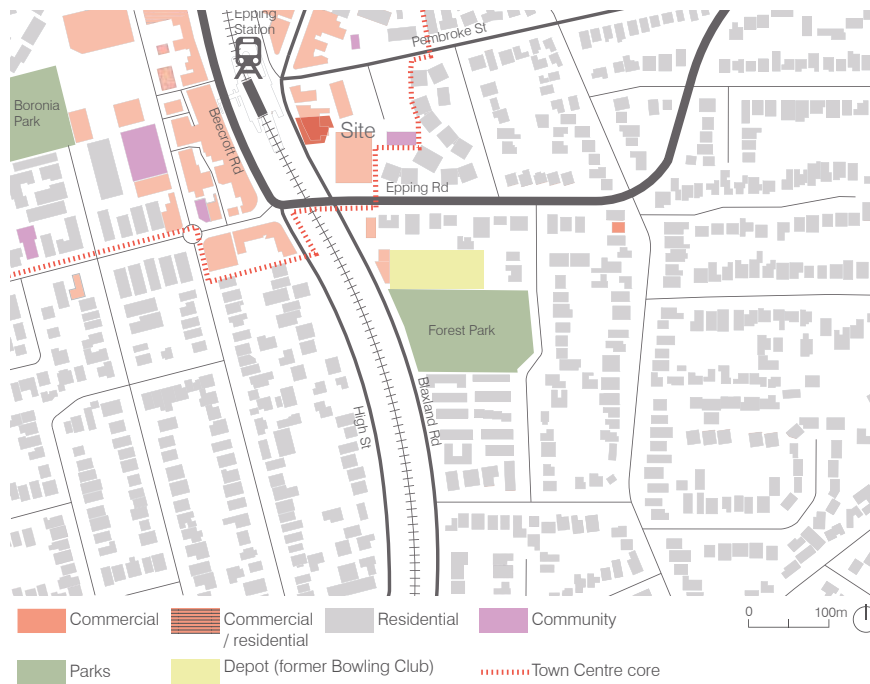 Epping
Station
Pembroke St
Boronia
Park
Beecroft Rd
Site
Epping Rd
Forest Park
Blaxland Rd
High St
Commercial
Commercial
/ residential
Residential
Community
0 100m
Parks
Depot (former Bowling Club)
Town Centre core